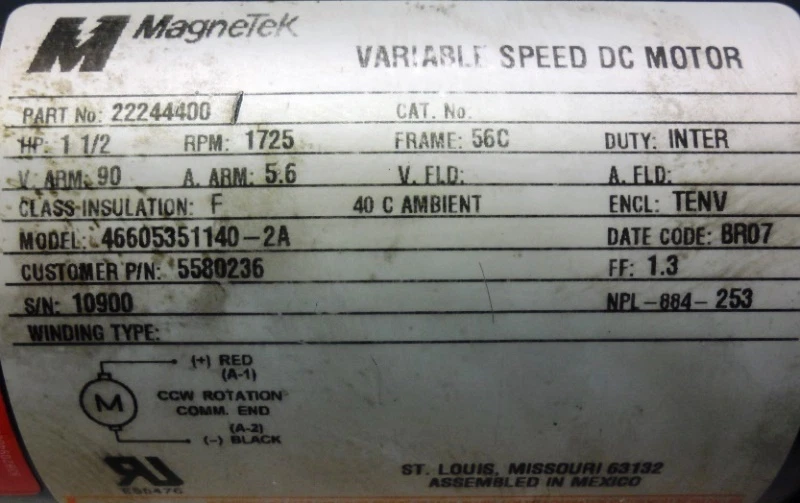 MagneTek
VARIABLE SPEED DC MOTOR
PART No: 22244400 CAT. No.
HP: 1 1/2 RPM: 1725 FRAME: 56C DUTY: INTER
V. ARM: 90 A. ARM: 5.6 V. FLD: A. FLD:
CLASS-INSULATION: F 40 C AMBIENT ENCL: TENV
MODEL: 46605351140-2A DATE CODE: BR07
CUSTOMER P/N: 5580236 FF: 1.3
S/N: 10900 NPL-884-253
WINDING TYPE:
(+) RED
(A-1)
M
CCW ROTATION
COMM. END
(A-2)
(-) BLACK
ST. LOUIS, MISSOURI 63132
ASSEMBLED IN MEXICO